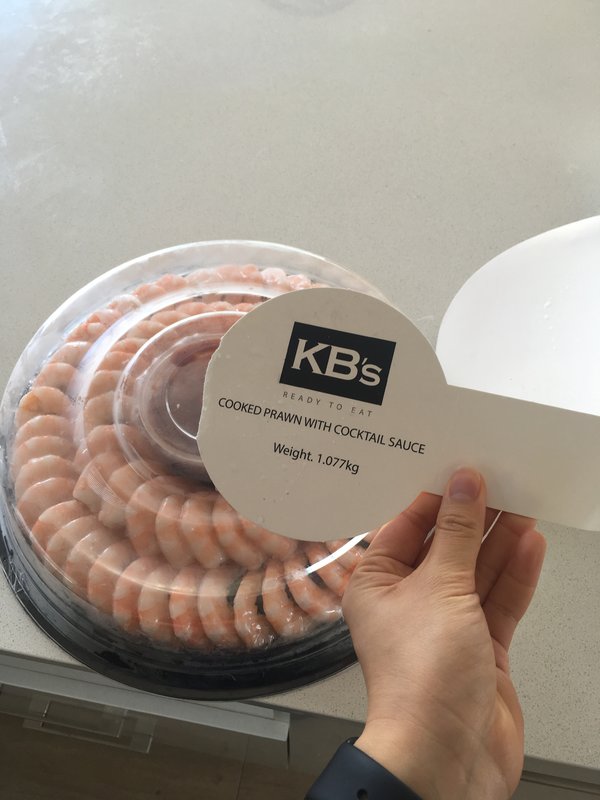 KB's
READY TO EAT
COOKED PRAWN WITH COCKTAIL SAUCE
Weight. 1.077kg